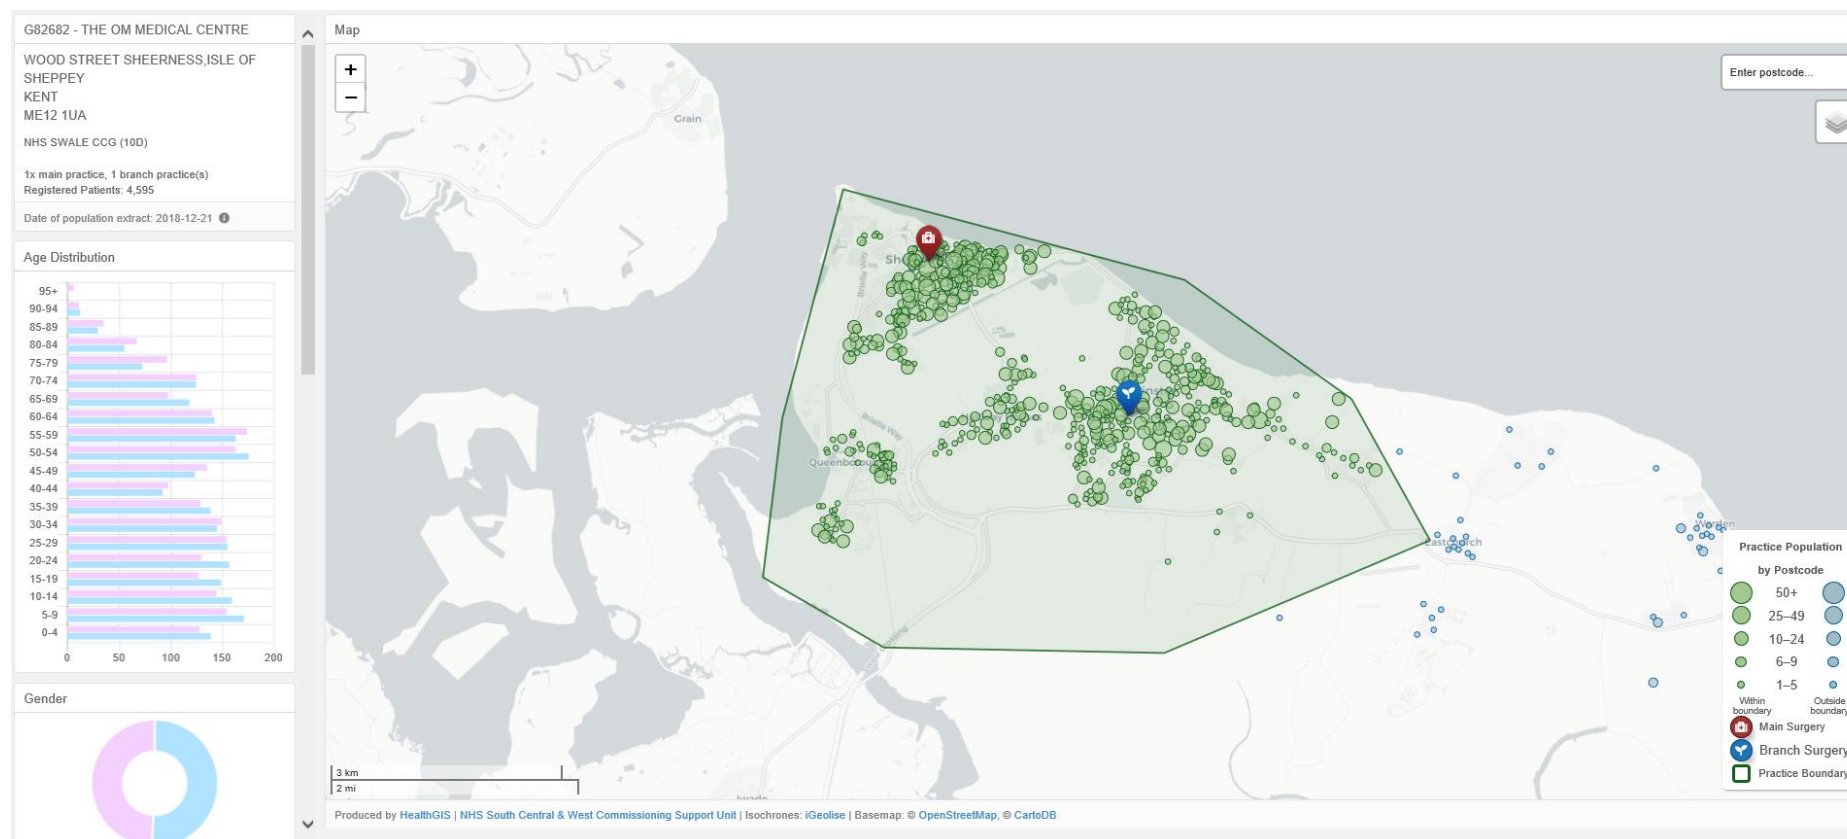 G82682 - THE OM MEDICAL CENTRE
WOOD STREET SHEERNESS,ISLE OF
SHEPPEY
KENT
ME12 1UA
NHS SWALE CCG (10D)
1x main practice, 1 branch practice(s)
Registered Patients: 4,595
Date of population extract: 2018-12-21
Age Distribution
95+
90-94
85-89
80-84
75-79
70-74
65-69
60-64
55-59
50-54
45-49
40-44
35-39
30-34
25-29
20-24
15-19
10-14
5-9
0-4
0 50 100 150 200
Gender
Map
+
−
Enter postcode...
Grain
Brielle Way
Brielle Way
Eastchurch
Warden
Practice Population
by Postcode
50+
25–49
10–24
6–9
1–5
Within
boundary
Outside
boundary
Main Surgery
Branch Surgery
Practice Boundary
3 km
2 mi
Produced by HealthGIS | NHS South Central & West Commissioning Support Unit | Isochrones: iGeolise | Basemap: © OpenStreetMap, © CartoDB